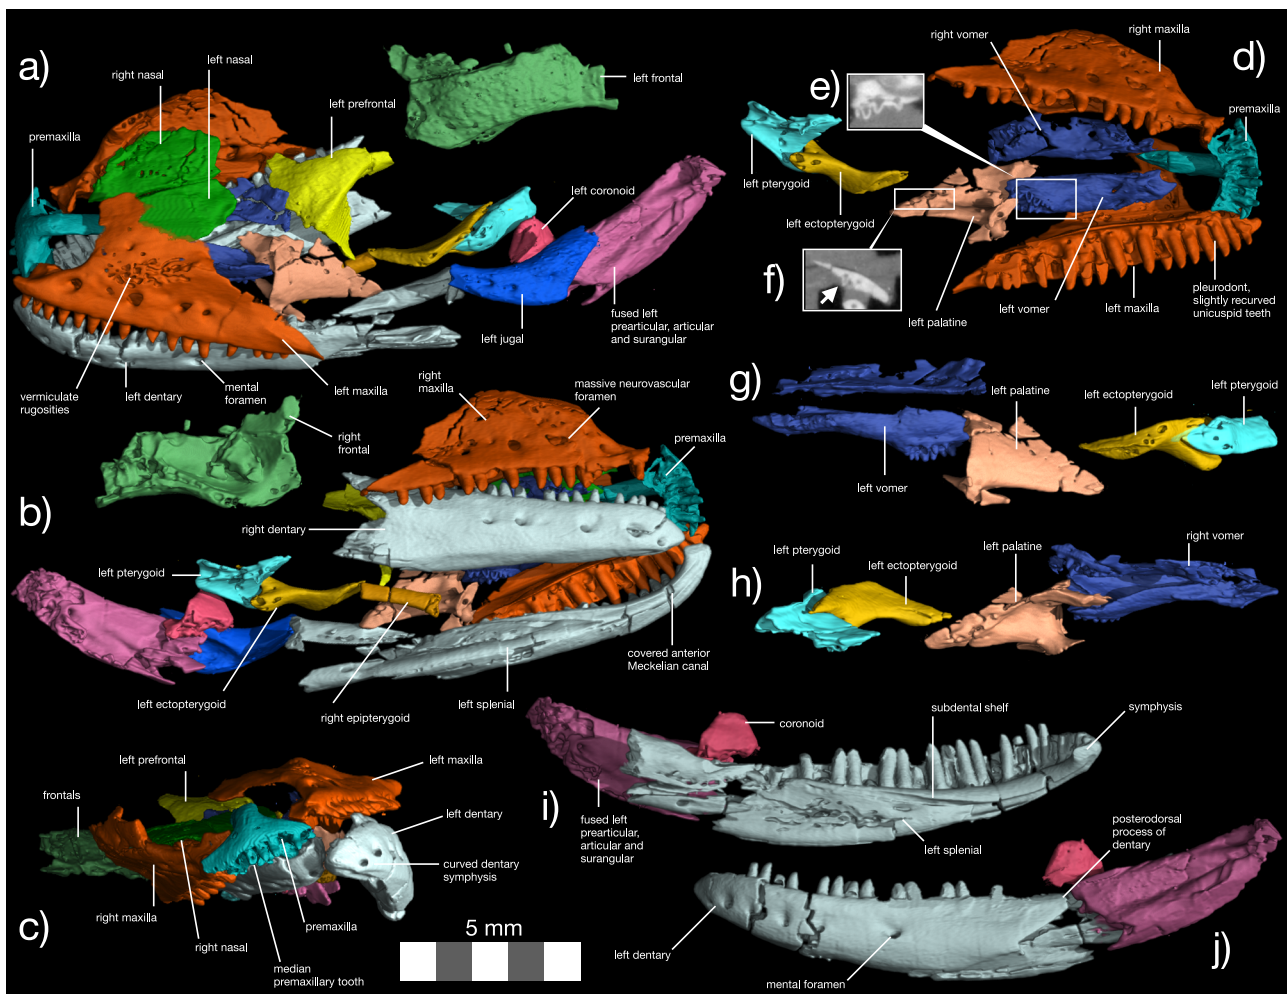 a)
right nasal
left nasal
premaxilla
left prefrontal
left frontal
left coronoid
fused left
prearticular, articular
and surangular
left jugal
vermiculate
rugosities
left dentary
mental
foramen
left maxilla
b)
right
frontal
right
maxilla
massive neurovascular
foramen
premaxilla
right dentary
left pterygoid
left ectopterygoid
right epipterygoid
left splenial
covered anterior
Meckelian canal
c)
left prefrontal
left maxilla
frontals
left dentary
curved dentary
symphysis
right maxilla
right nasal
premaxilla
median
premaxillary tooth
5 mm
d)
right vomer
right maxilla
premaxilla
e)
left pterygoid
left ectopterygoid
f)
left palatine
left vomer
left maxilla
pleurodont,
slightly recurved
unicuspid teeth
g)
left palatine
left ectopterygoid
left pterygoid
left vomer
h)
left pterygoid
left ectopterygoid
left palatine
right vomer
i)
coronoid
subdental shelf
symphysis
fused left
prearticular,
articular and
surangular
left splenial
j)
posterodorsal
process of
dentary
left dentary
mental foramen